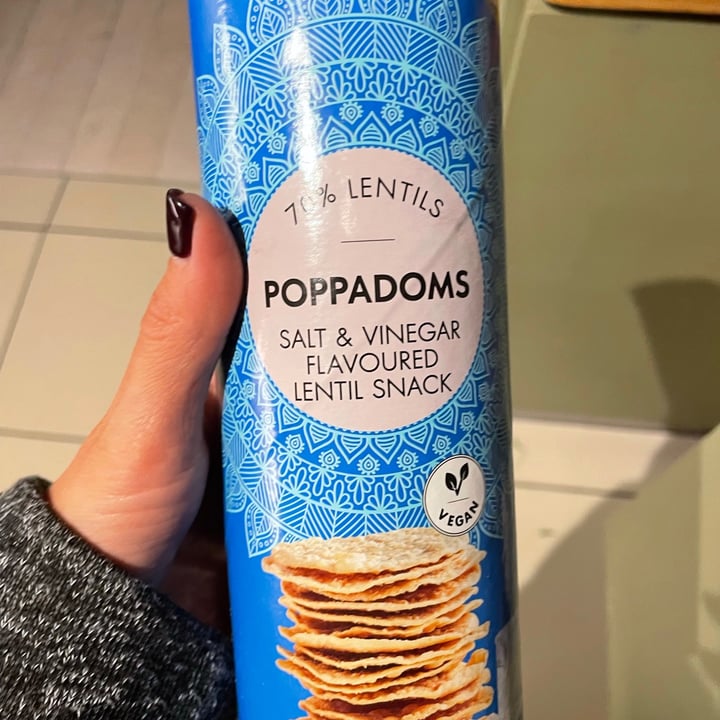 70% LENTILS
POPPADOMS
SALT & VINEGAR
FLAVOURED
LENTIL SNACK
VEGAN